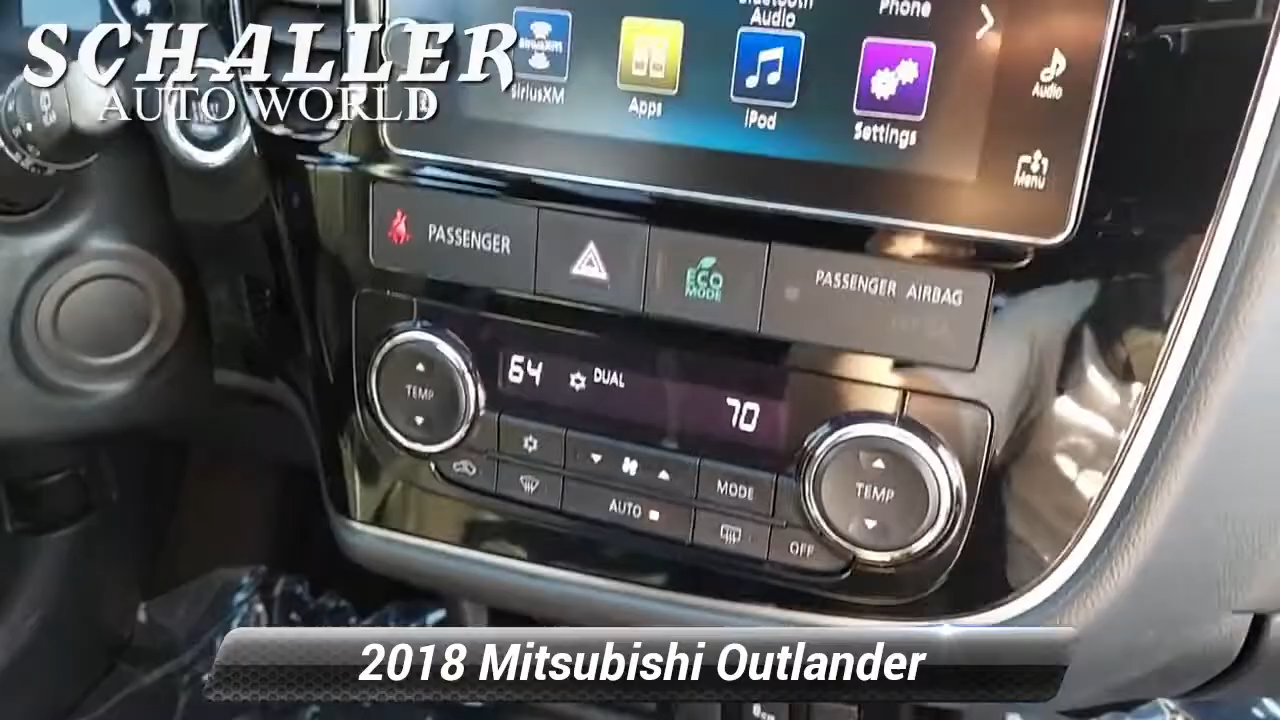 SCHALLER
AUTO WORLD
Bluetooth
Audio
Phone
siriusxm
SiriusXM
Apps
iPod
Settings
Audio
Menu
PASSENGER
ECO
MODE
PASSENGER AIRBAG
64
DUAL
70
TEMP
TEMP
MODE
AUTO
OFF
2018 Mitsubishi Outlander